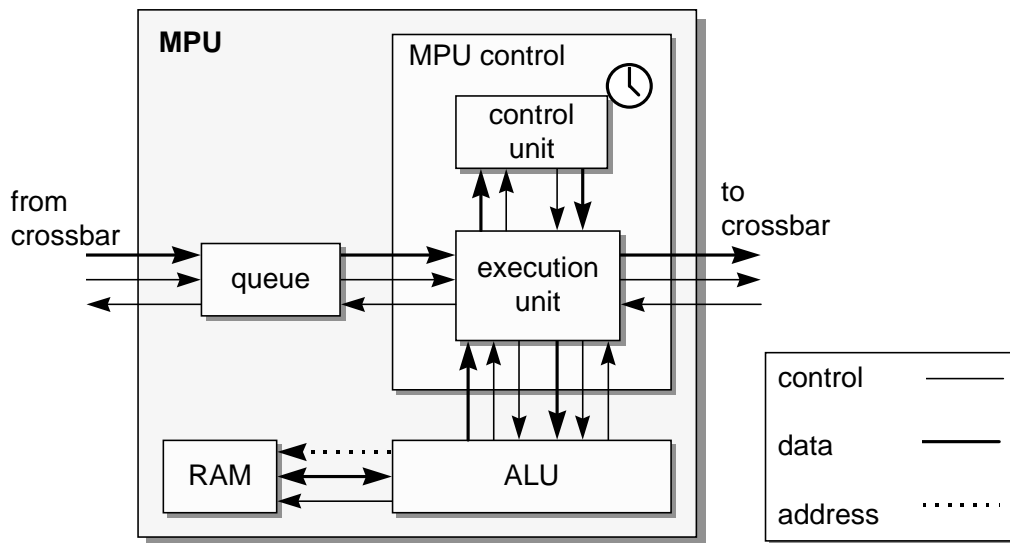 MPU
MPU control
control
unit
from
crossbar
to
crossbar
queue
execution
unit
RAM
ALU
control
data
address